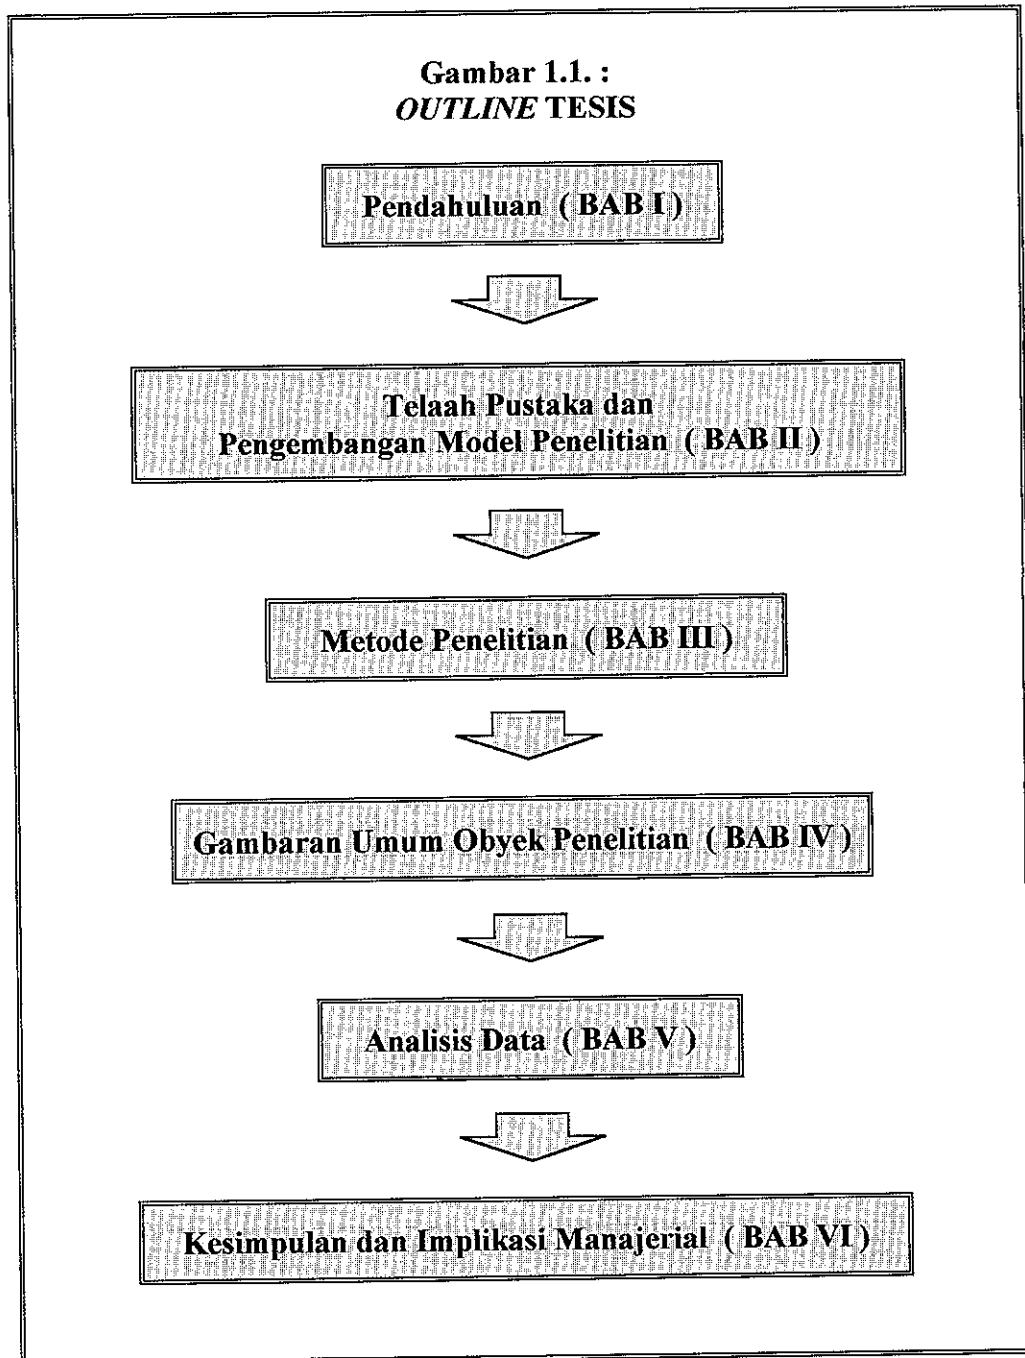 Gambar 1.1. :
OUTLINE TESIS
Pendahuluan ( BAB I )
Telaah Pustaka dan
Pengembangan Model Penelitian ( BAB II )
Metode Penelitian ( BAB III )
Gambaran Umum Obyek Penelitian ( BAB IV )
Analisis Data ( BAB V )
Kesimpulan dan Implikasi Manajerial ( BAB VI )